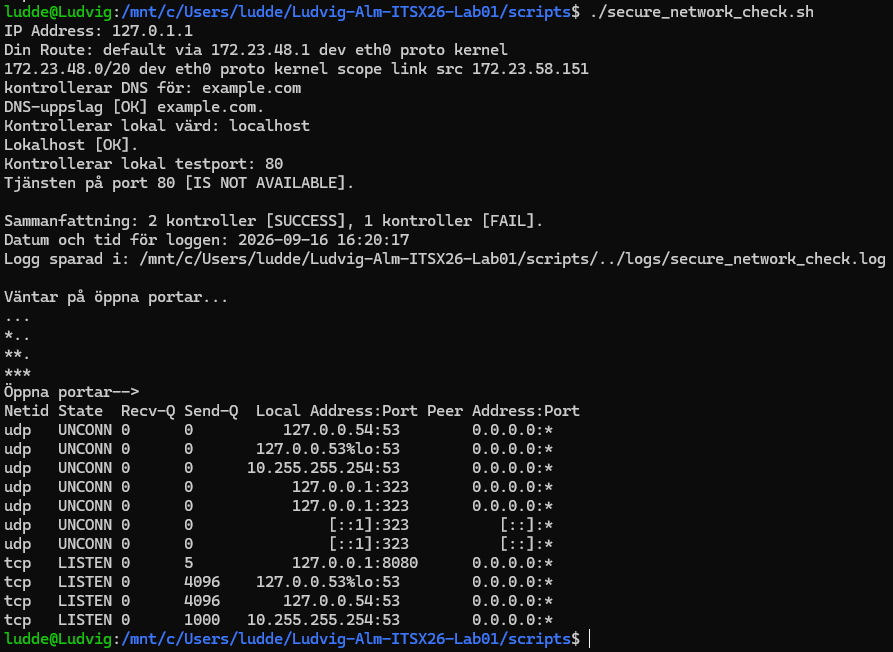 ludde@Ludvig:/mnt/c/Users/ludde/Ludvig-Alm-ITSX26-Lab01/scripts$ ./secure_network_check.sh
IP Address: 127.0.1.1
Din Route: default via 172.23.48.1 dev eth0 proto kernel
172.23.48.0/20 dev eth0 proto kernel scope link src 172.23.58.151
kontrollerar DNS för: example.com
DNS-uppslag [OK] example.com.
Kontrollerar lokal värd: localhost
Lokalhost [OK].
Kontrollerar lokal testport: 80
Tjänsten på port 80 [IS NOT AVAILABLE].

Sammanfattning: 2 kontroller [SUCCESS], 1 kontroller [FAIL].
Datum och tid för loggen: 2026-09-16 16:20:17
Logg sparad i: /mnt/c/Users/ludde/Ludvig-Alm-ITSX26-Lab01/scripts/../logs/secure_network_check.log

Väntar på öppna portar...
...
*..
**.
***
Öppna portar-->
Netid State  Recv-Q Send-Q  Local Address:Port Peer Address:Port
udp   UNCONN 0      0          127.0.0.54:53        0.0.0.0:*
udp   UNCONN 0      0       127.0.0.53%lo:53        0.0.0.0:*
udp   UNCONN 0      0      10.255.255.254:53        0.0.0.0:*
udp   UNCONN 0      0           127.0.0.1:323       0.0.0.0:*
udp   UNCONN 0      0           127.0.0.1:323       0.0.0.0:*
udp   UNCONN 0      0               [::1]:323          [::]:*
udp   UNCONN 0      0               [::1]:323          [::]:*
tcp   LISTEN 0      5           127.0.0.1:8080      0.0.0.0:*
tcp   LISTEN 0      4096    127.0.0.53%lo:53        0.0.0.0:*
tcp   LISTEN 0      4096       127.0.0.54:53        0.0.0.0:*
tcp   LISTEN 0      1000   10.255.255.254:53        0.0.0.0:*
ludde@Ludvig:/mnt/c/Users/ludde/Ludvig-Alm-ITSX26-Lab01/scripts$